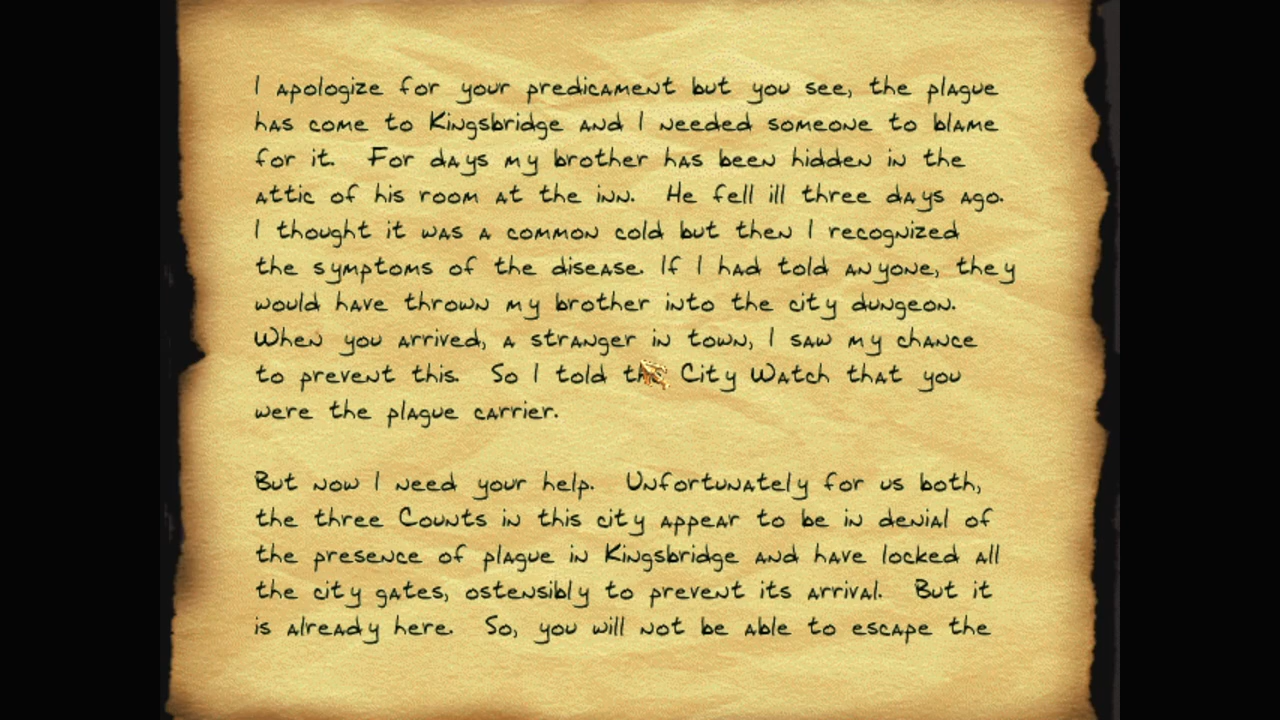 I apologize for your predicament but you see, the plague
has come to Kingsbridge and I needed someone to blame
for it. For days my brother has been hidden in the
attic of his room at the inn. He fell ill three days ago.
I thought it was a common cold but then I recognized
the symptoms of the disease. If I had told anyone, they
would have thrown my brother into the city dungeon.
When you arrived, a stranger in town, I saw my chance
to prevent this. So I told City Watch that you
were the plague carrier.
But now I need your help. Unfortunately for us both,
the three Counts in this city appear to be in denial of
the presence of plague in Kingsbridge and have locked all
the city gates, ostensibly to prevent its arrival. But it
is already here. So, you will not be able to escape the